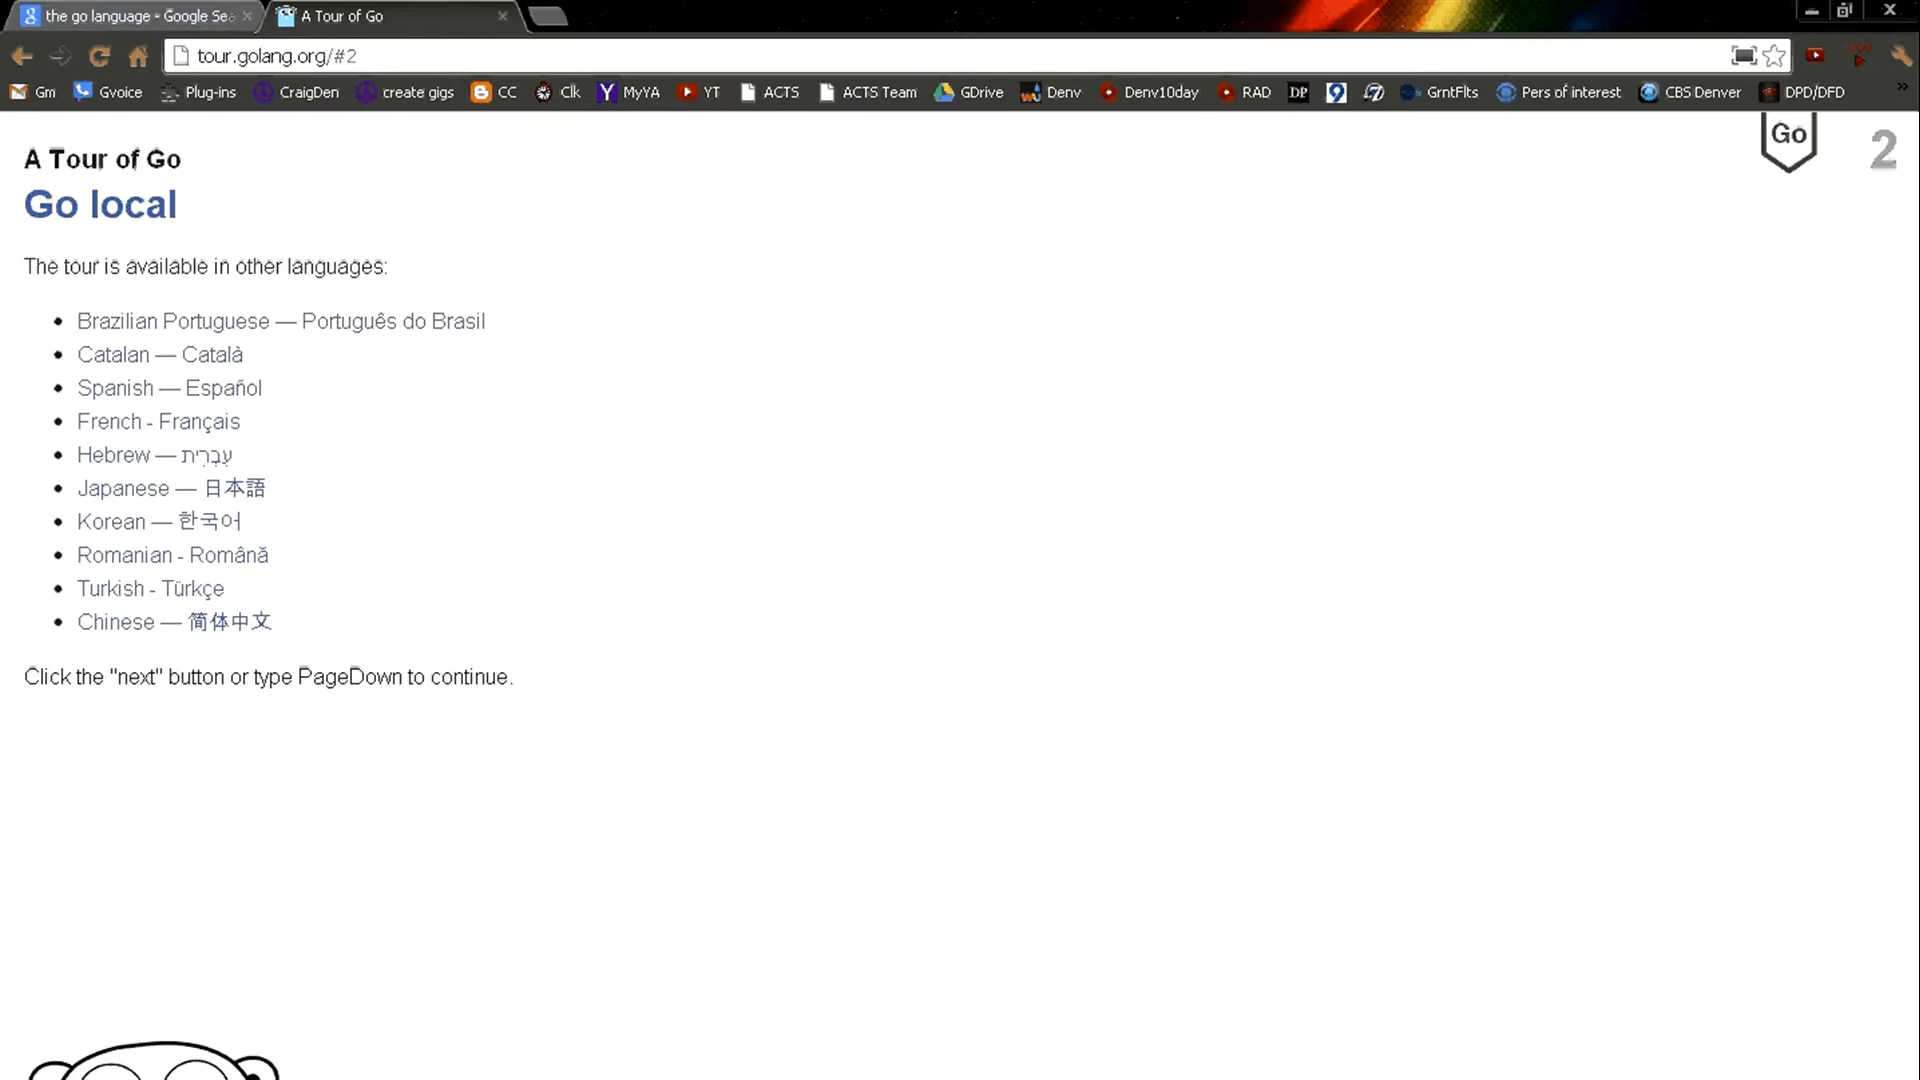 the go language - Google Sea
A Tour of Go
tour.golang.org/#2
Gm Gvoice Plug-ins CraigDen create gigs CC Clk MyYA YT ACTS ACTS Team GDrive Denv Denv10day RAD DP 9 7 GrntFlts Pers of interest CBS Denver DPD/DFD »
Go
2
A Tour of Go
Go local
The tour is available in other languages:
Brazilian Portuguese — Português do Brasil
Catalan — Català
Spanish — Español
French - Français
Hebrew — עִבְרִית
Japanese — 日本語
Korean — 한국어
Romanian - Română
Turkish - Türkçe
Chinese — 简体中文
Click the "next" button or type PageDown to continue.